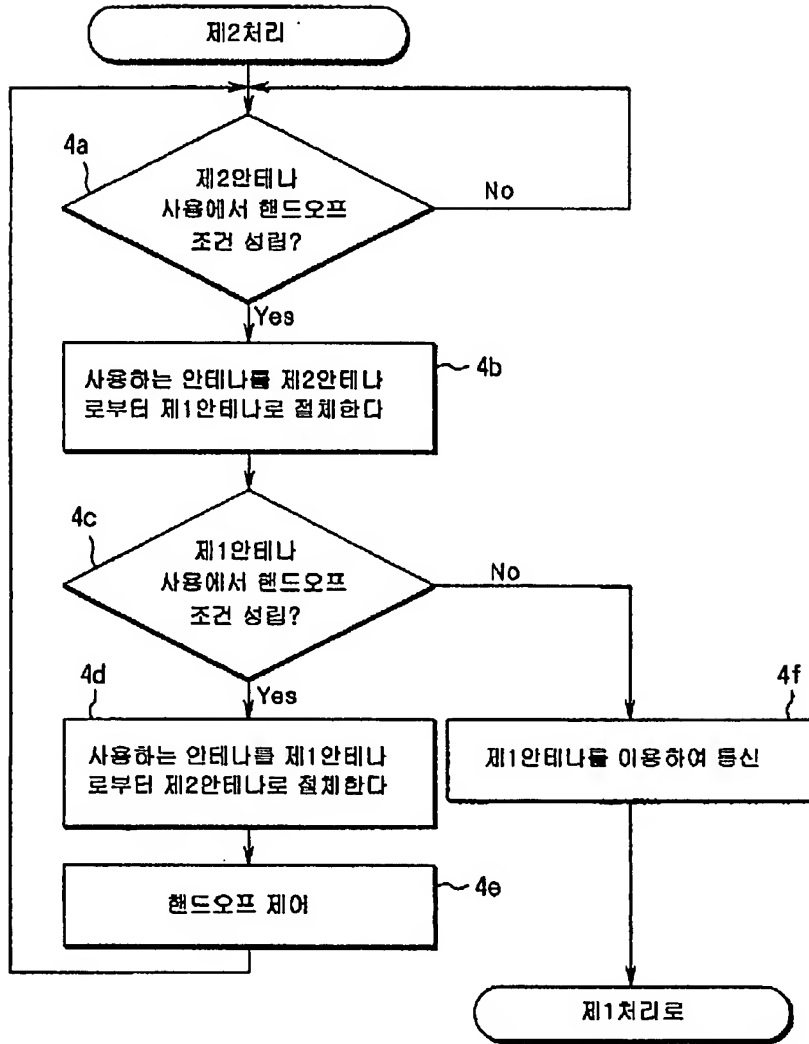 제2처리
4a
제2안테나
사용에서 핸드오프
조건 성립?
No
Yes
사용하는 안테나를 제2안테나
로부터 제1안테나로 절체한다
4b
4c
제1안테나
사용에서 핸드오프
조건 성립?
No
Yes
4d
사용하는 안테나를 제1안테나
로부터 제2안테나로 절체한다
4f
제1안테나를 이용하여 통신
핸드오프 제어
4e
제1처리로